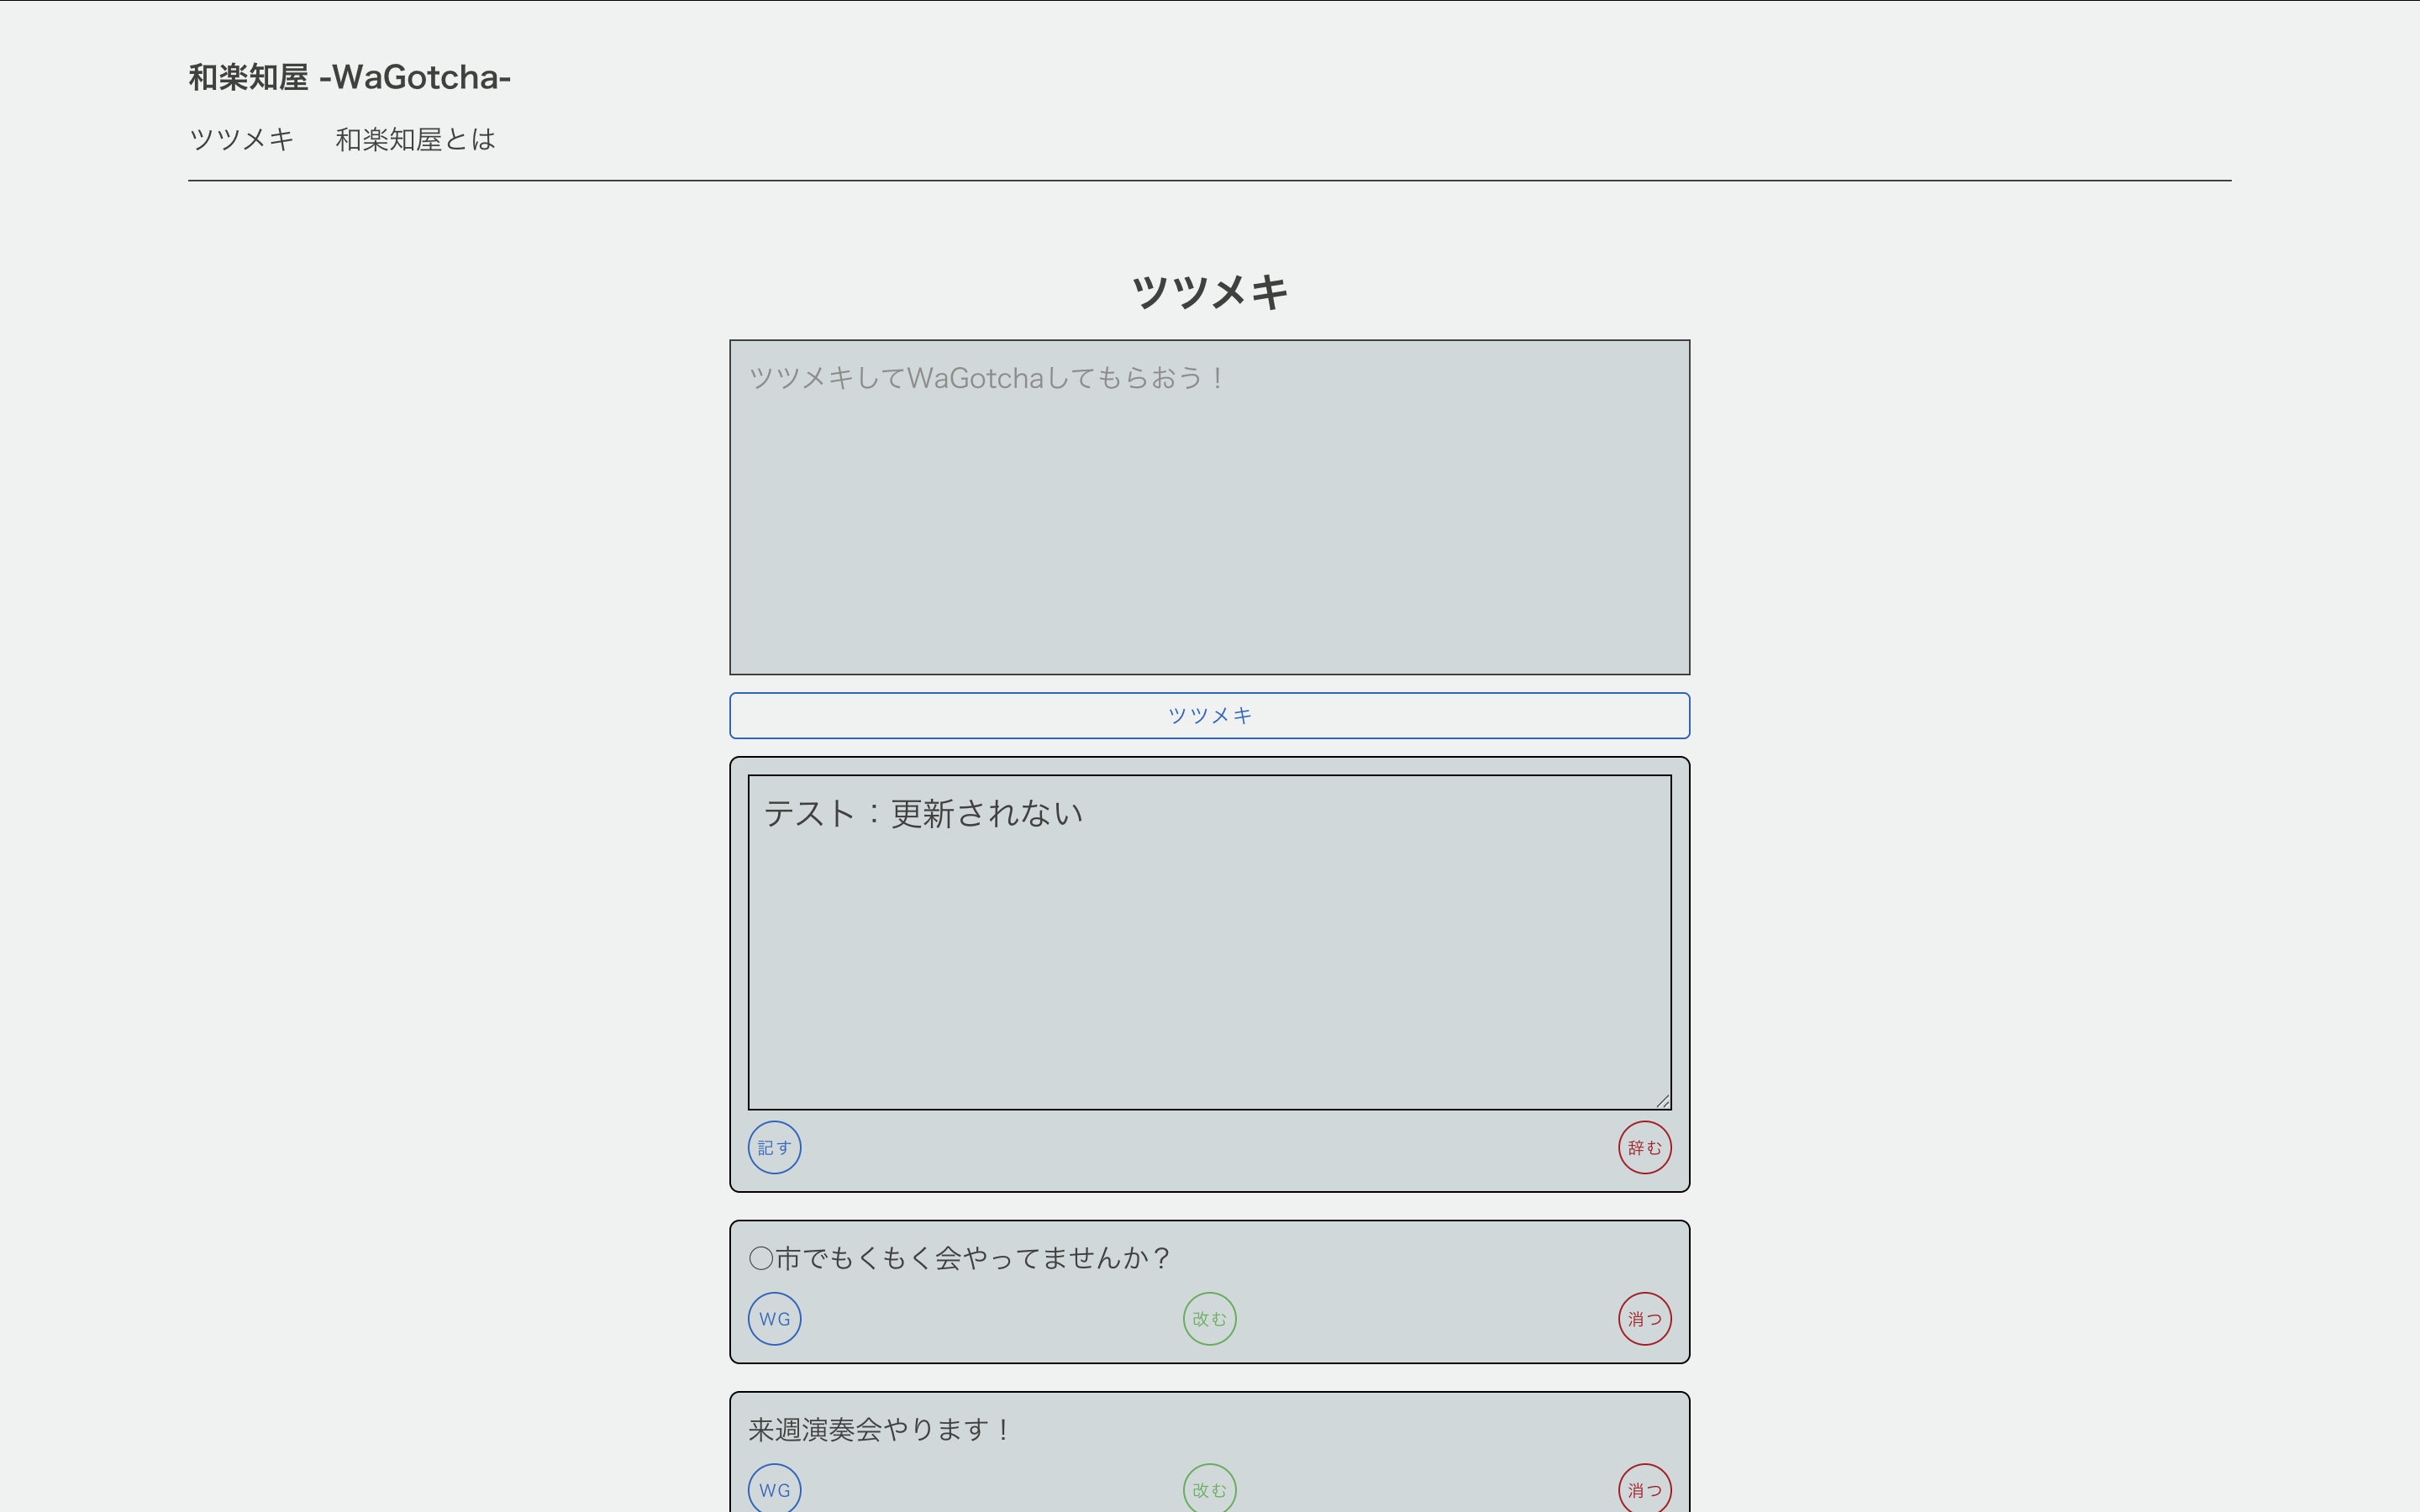 和楽知屋 -WaGotcha-
ツツメキ 和楽知屋とは
ツツメキ
ツツメキしてWaGotchaしてもらおう！
ツツメキ
テスト：更新されない
記す 辞む
◯市でもくもく会やってませんか？
WG 改む 消つ
来週演奏会やります！
WG 改む 消つ